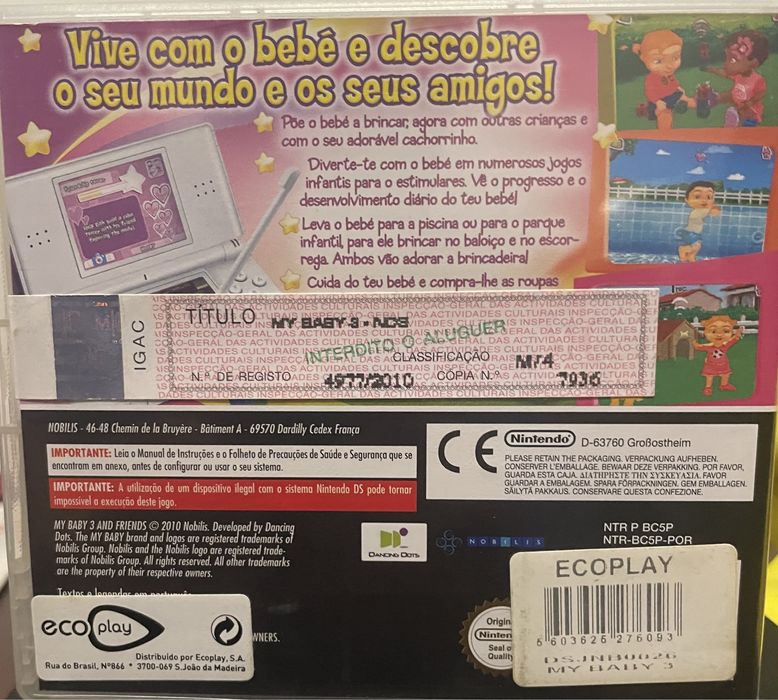 Vive com o bebé e descobre
o seu mundo e os seus amigos!
Põe o bebé a brincar, agora com outras crianças e
com o seu adorável cachorrinho.
Diverte-te com o bebé em numerosos jogos
infantis para o estimulares. Vê o progresso e o
desenvolvimento diário do teu bebé!
Leva o bebé para a piscina ou para o parque
infantil, para ele brincar no baloiço e no escor-
rega. Ambos vão adorar a brincadeira!
Cuida do teu bebé e compra-lhe as roupas
IGAC
TÍTULO MY BABY 3 - NDS
INTERDITO O ALUGUER
CLASSIFICAÇÃO M/4
N.º DE REGISTO 4977/2010 CÓPIA N.º 7936
NOBILIS - 46-48 Chemin de la Bruyère - Bâtiment A - 69570 Dardilly Cedex França
IMPORTANTE: Leia o Manual de Instruções e o Folheto de Precauções de Saúde e Segurança que se
encontram em anexo, antes de configurar ou usar o seu sistema.
IMPORTANTE: A utilização de um dispositivo ilegal com o sistema Nintendo DS pode tornar
impossível a execução deste jogo.
CE Nintendo D-63760 Großostheim
PLEASE RETAIN THE PACKAGING. VERPACKUNG AUFHEBEN.
CONSERVER L'EMBALLAGE. BEWAAR DEZE VERPAKKING. POR FAVOR,
GUARDA ESTA CAJA. ΔΙΑΤΗΡΗΣΤΕ ΤΗΝ ΣΥΣΚΕΥΑΣΙΑ. FAVOR
GUARDAR A EMBALAGEM. SPARA FÖRPACKNINGEN. GEM EMBALLAGEN.
SÄILYTÄ PAKKAUS. CONSERVARE QUESTA CONFEZIONE.
MY BABY 3 AND FRIENDS © 2010 Nobilis. Developed by Dancing
Dots. The MY BABY brand and logos are registered trademarks of
Nobilis Group. Nobilis and the Nobilis logo are registered trade-
marks of Nobilis Group. All rights reserved. All other trademarks
are the property of their respective owners.
DANCING DOTS
NOBILIS
NTR P BC5P
NTR-BC5P-POR
Textos e legendas em português
WNERS.
eco play
Distribuido por Ecoplay, S.A.
Rua do Brasil, Nº866 * 3700-069 S.João da Madeira
Origin
Ninten
Seal o
Quality
ECOPLAY
5 603626 276093
DSJNB0026
MY BABY 3